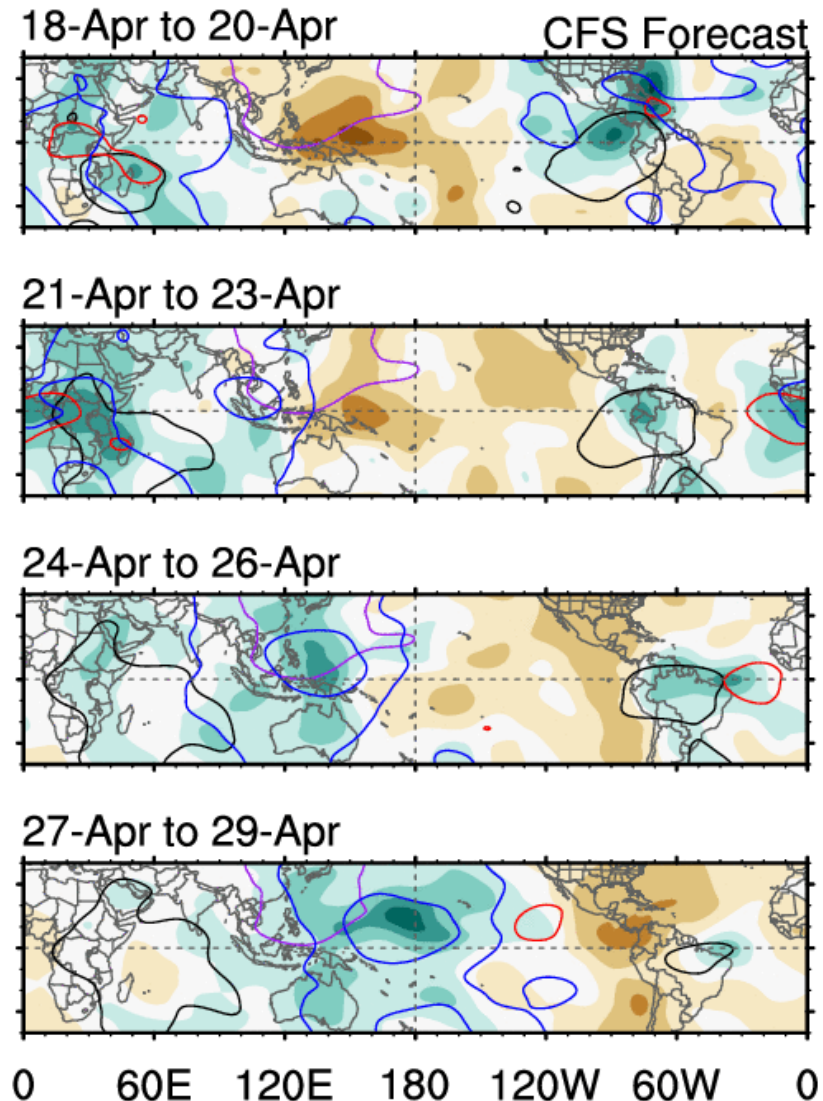 18-Apr to 20-Apr CFS Forecast
21-Apr to 23-Apr
24-Apr to 26-Apr
27-Apr to 29-Apr
0 60E 120E 180 120W 60W 0